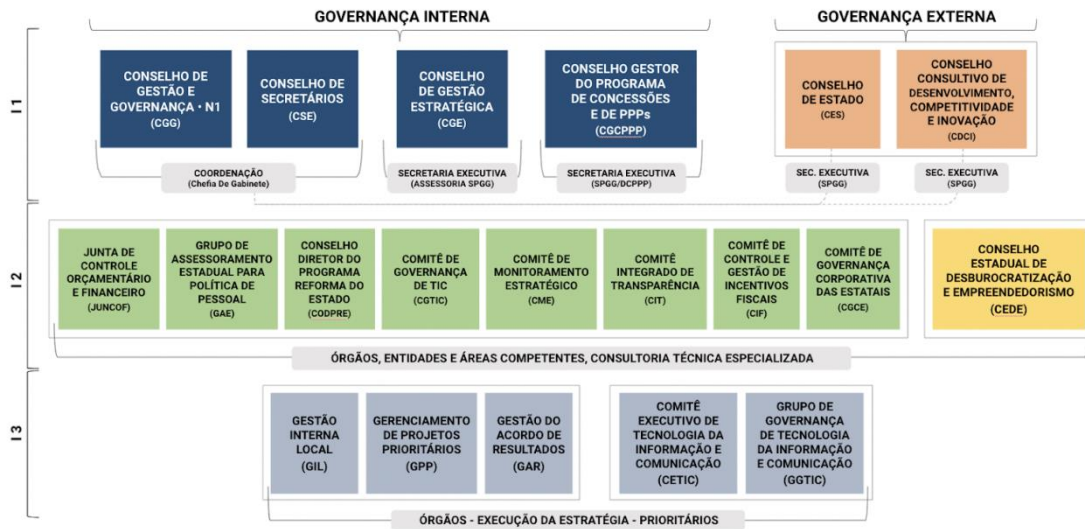 GOVERNANÇA INTERNA
GOVERNANÇA EXTERNA
I1
CONSELHO DE
GESTÃO E
GOVERNANÇA • N1
(CGG)
CONSELHO DE
SECRETÁRIOS
(CSE)
CONSELHO
DE GESTÃO
ESTRATÉGICA
(CGE)
CONSELHO GESTOR
DO PROGRAMA
DE CONCESSÕES
E DE PPPs
(CGCPPP)
CONSELHO
DE ESTADO
(CES)
CONSELHO
CONSULTIVO DE
DESENVOLVIMENTO,
COMPETITIVIDADE
E INOVAÇÃO
(CDCI)
COORDENAÇÃO
(Chefia De Gabinete)
SECRETARIA EXECUTIVA
(ASSESSORIA SPGG)
SECRETARIA EXECUTIVA
(SPGG/DCPPP)
SEC. EXECUTIVA
(SPGG)
SEC. EXECUTIVA
(SPGG)
I2
JUNTA DE
CONTROLE
ORÇAMENTÁRIO
E FINANCEIRO
(JUNCOF)
GRUPO DE
ASSESSORAMENTO
ESTADUAL PARA
POLÍTICA DE
PESSOAL
(GAE)
CONSELHO
DIRETOR DO
PROGRAMA
REFORMA DO
ESTADO
(CODPRE)
COMITÊ DE
GOVERNANÇA
DE TIC
(CGTIC)
COMITÊ DE
MONITORAMENTO
ESTRATÉGICO
(CME)
COMITÊ
INTEGRADO DE
TRANSPARÊNCIA
(CIT)
COMITÊ DE
CONTROLE E
GESTÃO DE
INCENTIVOS
FISCAIS
(CIF)
COMITÊ DE
GOVERNANÇA
CORPORATIVA
DAS ESTATAIS
(CGCE)
CONSELHO
ESTADUAL DE
DESBUROCRATIZAÇÃO
E EMPREENDEDORISMO
(CEDE)
ÓRGÃOS, ENTIDADES E ÁREAS COMPETENTES, CONSULTORIA TÉCNICA ESPECIALIZADA
I3
GESTÃO
INTERNA
LOCAL
(GIL)
GERENCIAMENTO
DE PROJETOS
PRIORITÁRIOS
(GPP)
GESTÃO DO
ACORDO DE
RESULTADOS
(GAR)
COMITÊ
EXECUTIVO DE
TECNOLOGIA DA
INFORMAÇÃO E
COMUNICAÇÃO
(CETIC)
GRUPO DE
GOVERNANÇA
DE TECNOLOGIA
DA INFORMAÇÃO
E COMUNICAÇÃO
(GGTIC)
ÓRGÃOS - EXECUÇÃO DA ESTRATÉGIA - PRIORITÁRIOS